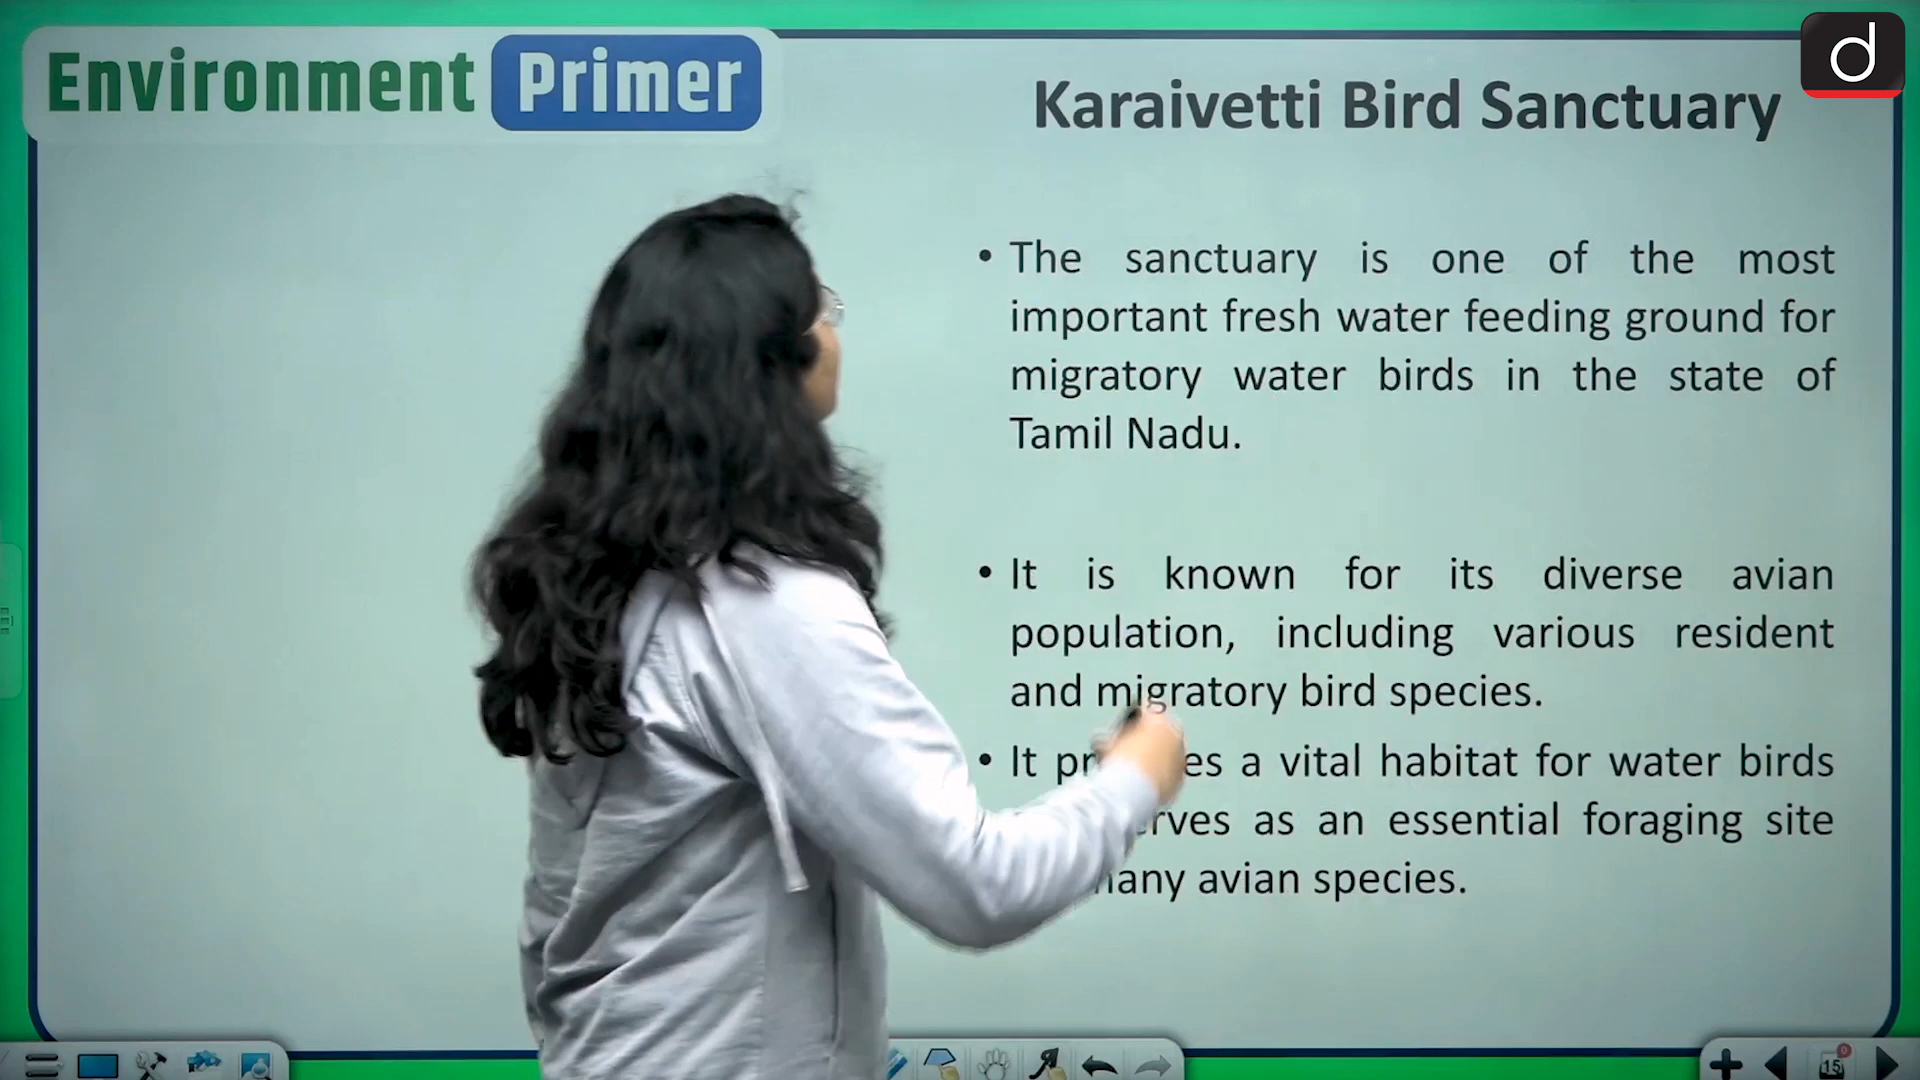 Environment Primer
d
Karaivetti Bird Sanctuary
• The sanctuary is one of the most
important fresh water feeding ground for
migratory water birds in the state of
Tamil Nadu.
• It is known for its diverse avian
population, including various resident
and migratory bird species.
• It a vital habitat for water birds
as an essential foraging site
avian species.
15